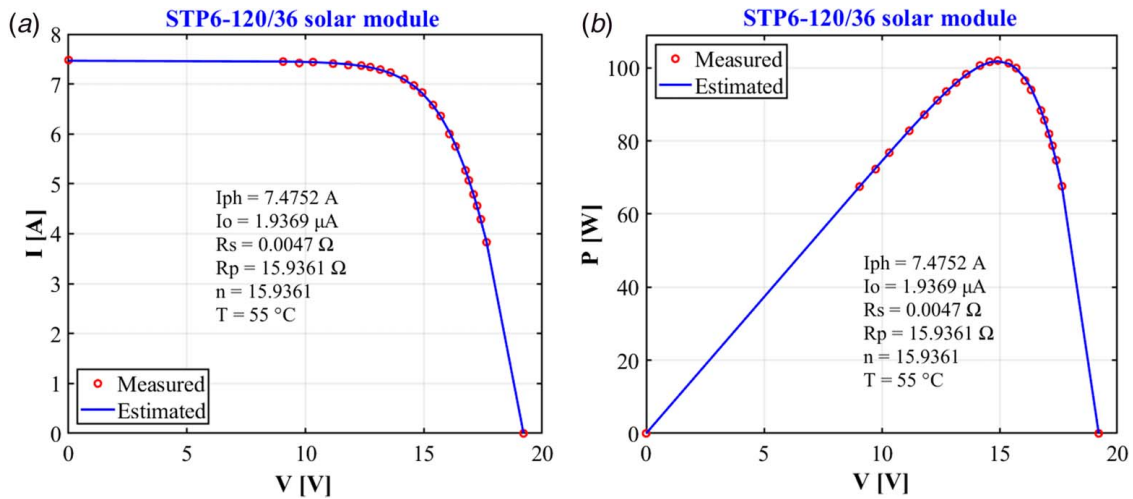 (a)
STP6-120/36 solar module
8
7
6
5
4
3
2
1
0
I [A]
Iph = 7.4752 A
Io = 1.9369 μA
Rs = 0.0047 Ω
Rp = 15.9361 Ω
n = 15.9361
T = 55 °C
Measured
Estimated
0 5 10 15 20
V [V]
(b)
STP6-120/36 solar module
Measured
Estimated
100
80
60
40
20
0
P [W]
Iph = 7.4752 A
Io = 1.9369 μA
Rs = 0.0047 Ω
Rp = 15.9361 Ω
n = 15.9361
T = 55 °C
0 5 10 15 20
V [V]